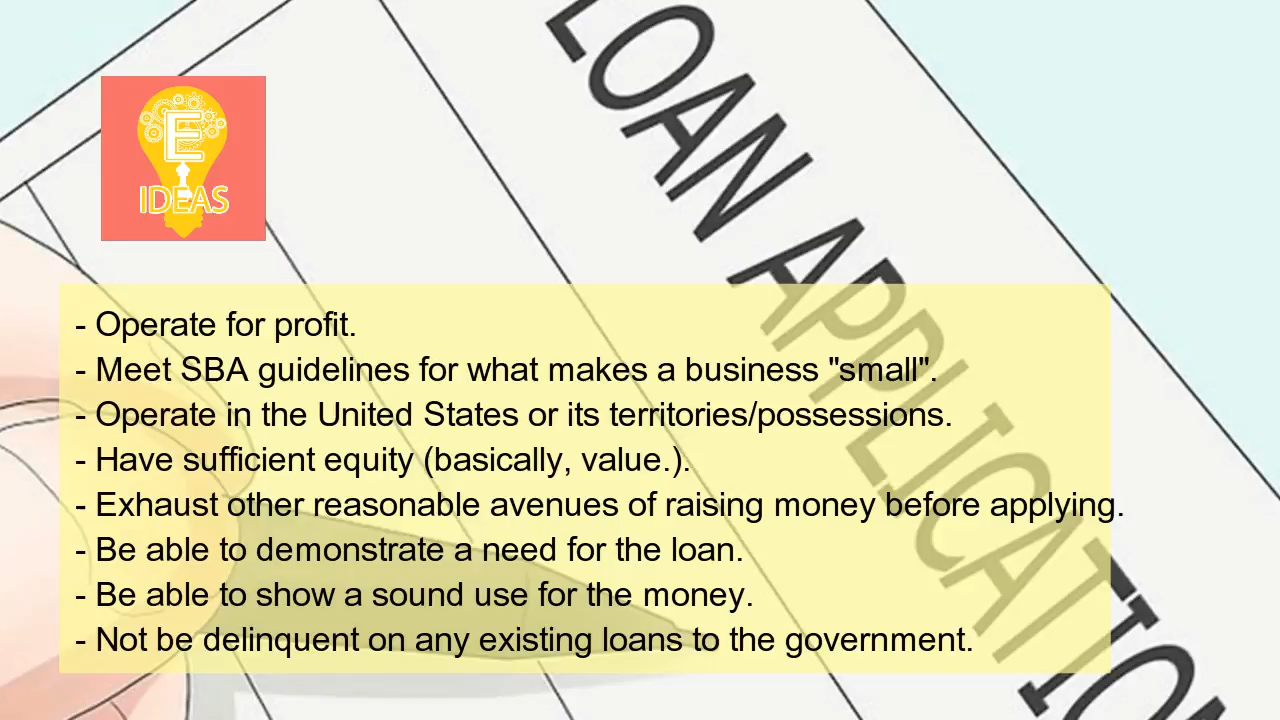 LOAN APPLICATION
E
IDEAS
- Operate for profit.
- Meet SBA guidelines for what makes a business "small".
- Operate in the United States or its territories/possessions.
- Have sufficient equity (basically, value.).
- Exhaust other reasonable avenues of raising money before applying.
- Be able to demonstrate a need for the loan.
- Be able to show a sound use for the money.
- Not be delinquent on any existing loans to the government.